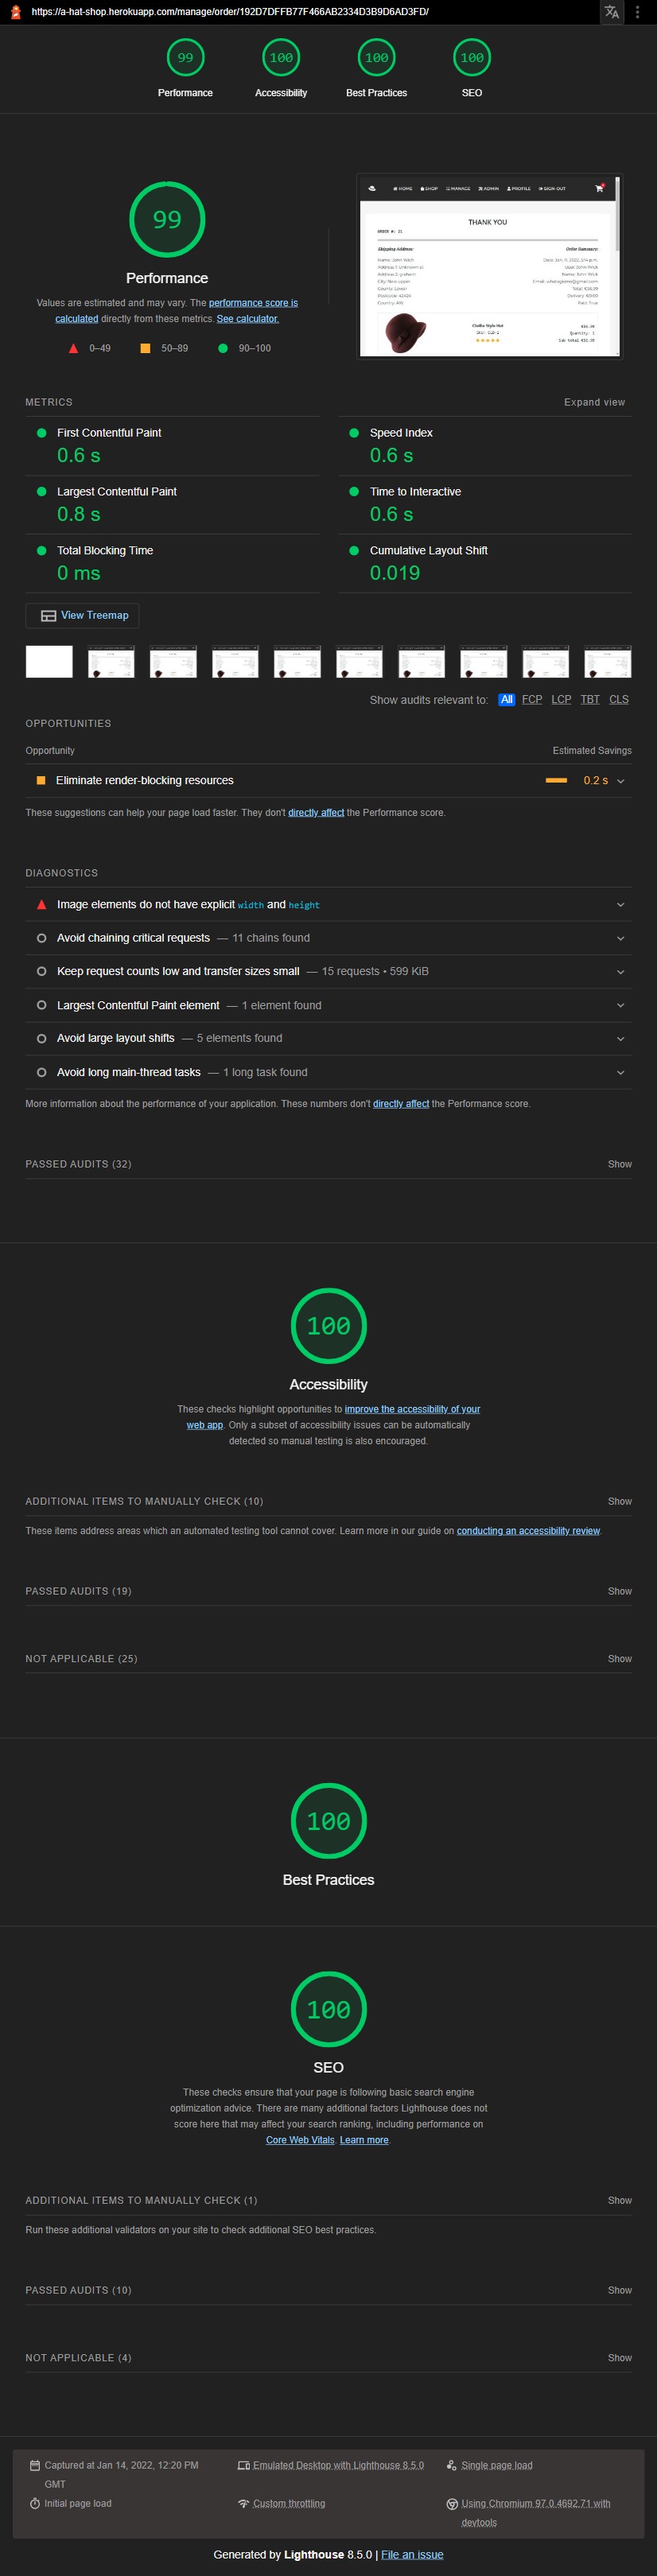 https://a-hat-shop.herokuapp.com/manage/order/192D7DFFB77F466AB2334D3B9D6AD3FD/
99 100 100 100
Performance Accessibility Best Practices SEO
99
Performance
Values are estimated and may vary. The performance score is
calculated directly from these metrics. See calculator.
0–49 50–89 90–100
HOME SHOP MANAGE ADMIN PROFILE SIGN OUT
THANK YOU
ORDER #: 21
Shipping Address: Order Summary:
METRICS Expand view
First Contentful Paint
0.6 s
Speed Index
0.6 s
Largest Contentful Paint
0.8 s
Time to Interactive
0.6 s
Total Blocking Time
0 ms
Cumulative Layout Shift
0.019
View Treemap
Show audits relevant to: All FCP LCP TBT CLS
OPPORTUNITIES
Opportunity Estimated Savings
Eliminate render-blocking resources 0.2 s
These suggestions can help your page load faster. They don't directly affect the Performance score.
DIAGNOSTICS
Image elements do not have explicit width and height
Avoid chaining critical requests — 11 chains found
Keep request counts low and transfer sizes small — 15 requests • 599 KiB
Largest Contentful Paint element — 1 element found
Avoid large layout shifts — 5 elements found
Avoid long main-thread tasks — 1 long task found
More information about the performance of your application. These numbers don't directly affect the Performance score.
PASSED AUDITS (32) Show
100
Accessibility
These checks highlight opportunities to improve the accessibility of your
web app. Only a subset of accessibility issues can be automatically
detected so manual testing is also encouraged.
ADDITIONAL ITEMS TO MANUALLY CHECK (10) Show
These items address areas which an automated testing tool cannot cover. Learn more in our guide on conducting an accessibility review.
PASSED AUDITS (19) Show
NOT APPLICABLE (25) Show
100
Best Practices
100
SEO
These checks ensure that your page is following basic search engine
optimization advice. There are many additional factors Lighthouse does not
score here that may affect your search ranking, including performance on
Core Web Vitals. Learn more.
ADDITIONAL ITEMS TO MANUALLY CHECK (1) Show
Run these additional validators on your site to check additional SEO best practices.
PASSED AUDITS (10) Show
NOT APPLICABLE (4) Show
Captured at Jan 14, 2022, 12:20 PM
GMT
Emulated Desktop with Lighthouse 8.5.0
Single page load
Initial page load
Custom throttling
Using Chromium 97.0.4692.71 with
devtools
Generated by Lighthouse 8.5.0 | File an issue